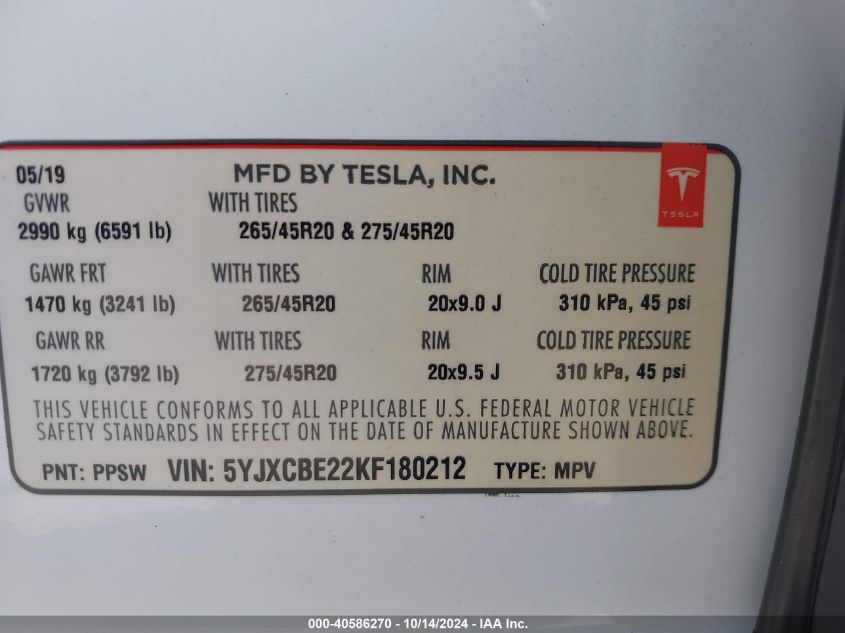 05/19 MFD BY TESLA, INC.
TESLA
GVWR WITH TIRES
2990 kg (6591 lb) 265/45R20 & 275/45R20
GAWR FRT WITH TIRES RIM COLD TIRE PRESSURE
1470 kg (3241 lb) 265/45R20 20x9.0 J 310 kPa, 45 psi
GAWR RR WITH TIRES RIM COLD TIRE PRESSURE
1720 kg (3792 lb) 275/45R20 20x9.5 J 310 kPa, 45 psi
THIS VEHICLE CONFORMS TO ALL APPLICABLE U.S. FEDERAL MOTOR VEHICLE
SAFETY STANDARDS IN EFFECT ON THE DATE OF MANUFACTURE SHOWN ABOVE.
PNT: PPSW VIN: 5YJXCBE22KF180212 TYPE: MPV
000-40586270 - 10/14/2024 - IAA Inc.